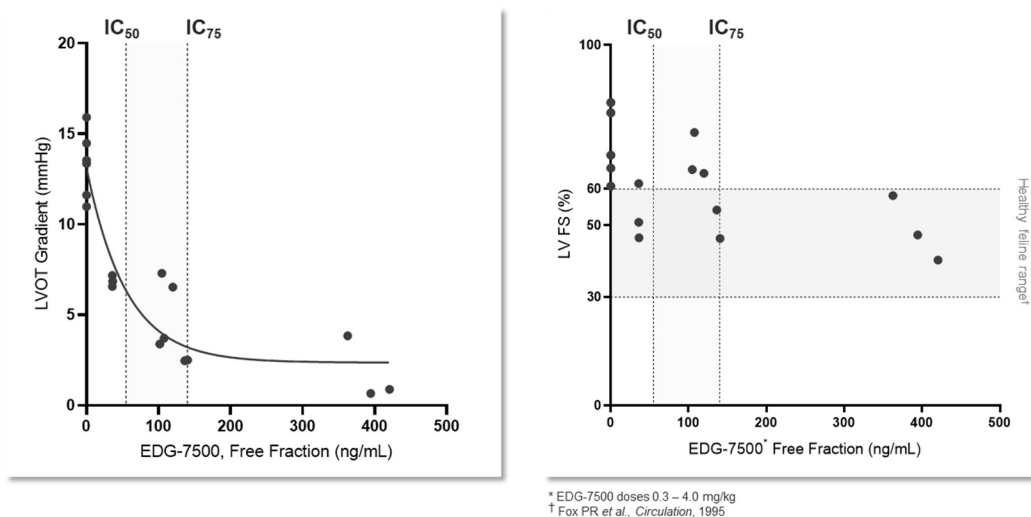 IC50 IC75
20
15
10
5
0
LVOT Gradient (mmHg)
0 100 200 300 400 500
EDG-7500, Free Fraction (ng/mL)
IC50 IC75
100
60
50
30
0
LV FS (%)
Healthy feline range†
0 100 200 300 400 500
EDG-7500* Free Fraction (ng/mL)
* EDG-7500 doses 0.3 – 4.0 mg/kg
† Fox PR et al., Circulation, 1995